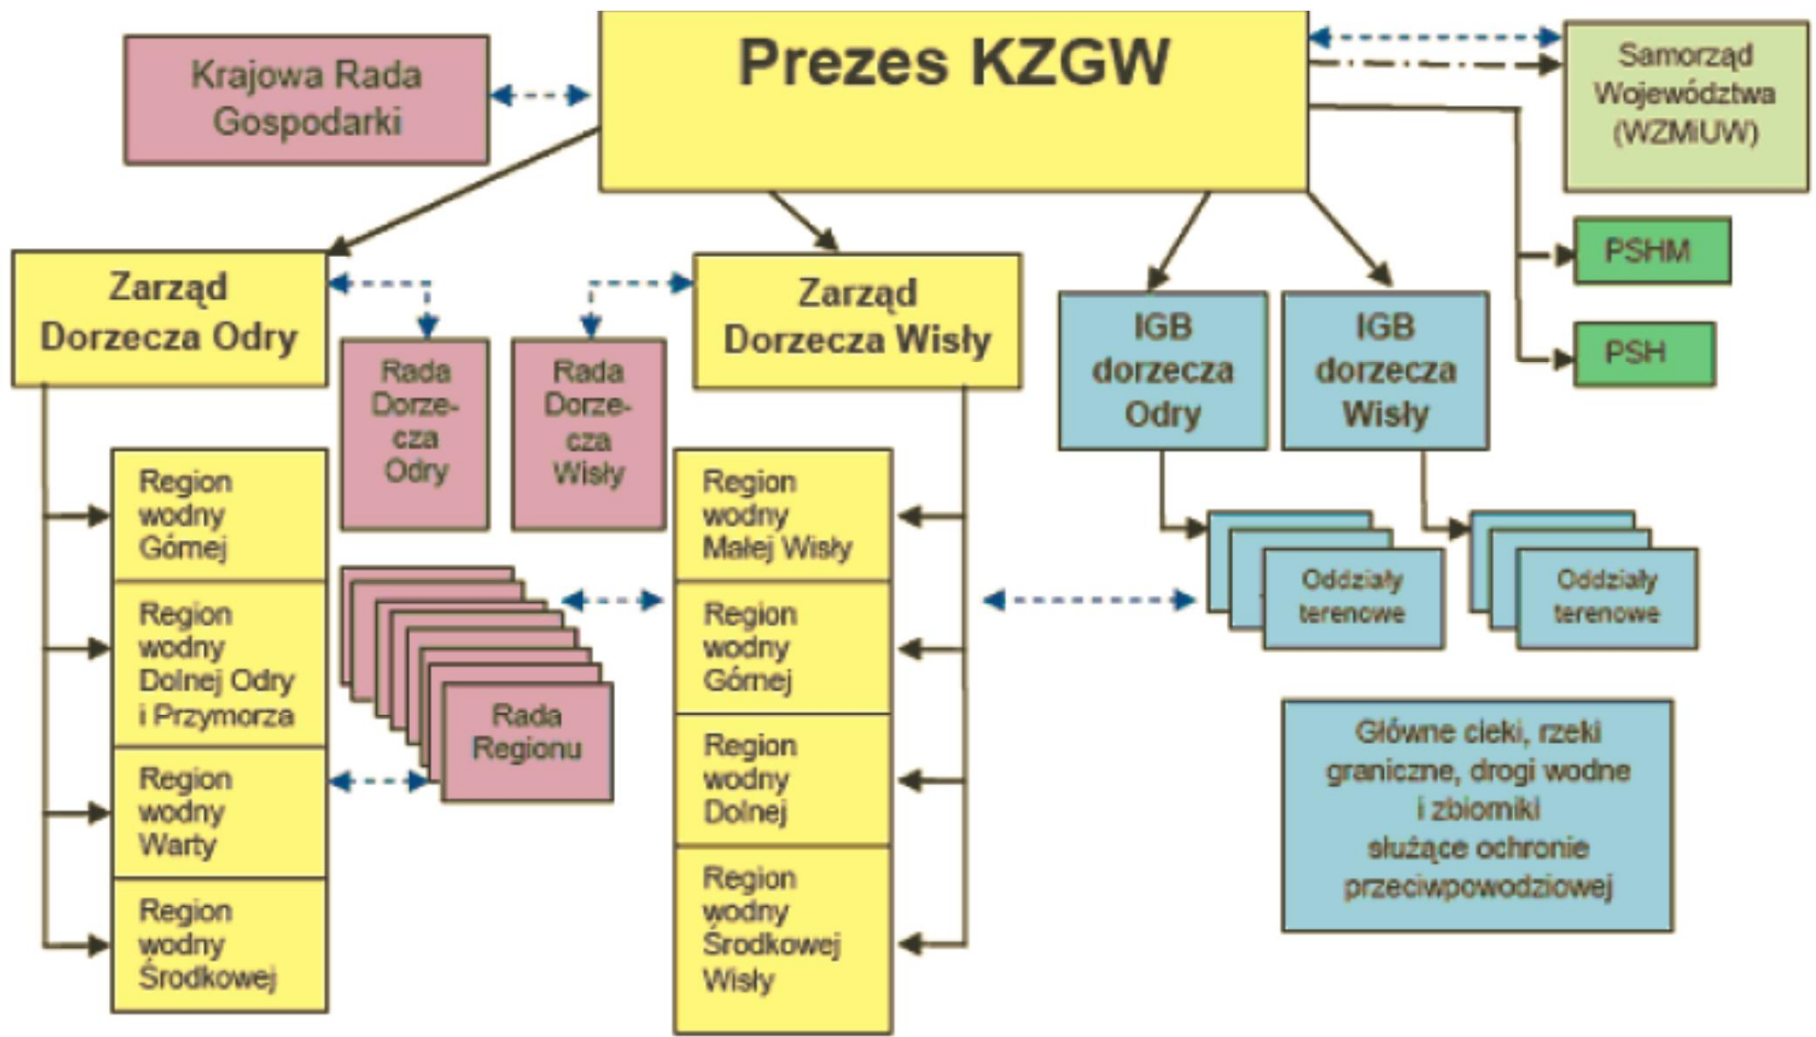 Prezes KZGW
Krajowa Rada
Gospodarki
Samorząd
Województwa
(WZMiUW)
PSHM
PSH
Zarząd
Dorzecza Odry
Rada
Dorze-
cza
Odry
Rada
Dorze-
cza
Wisły
Zarząd
Dorzecza Wisły
IGB
dorzecza
Odry
IGB
dorzecza
Wisły
Region
wodny
Górnej
Region
wodny
Dolnej Odry
i Przymorza
Region
wodny
Warty
Region
wodny
Środkowej
Rada
Regionu
Region
wodny
Małej Wisły
Region
wodny
Górnej
Region
wodny
Dolnej
Region
wodny
Środkowej
Wisły
Oddziały
terenowe
Oddziały
terenowe
Główne cieki, rzeki
graniczne, drogi wodne
i zbiorniki
służące ochronie
przeciwpowodziowej